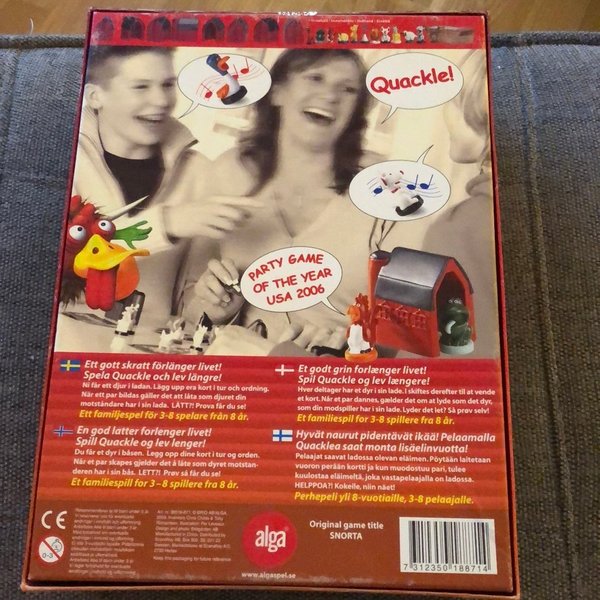 Quackle!
PARTY GAME
OF THE YEAR
USA 2006
Ett gott skratt förlänger livet!
Spela Quackle och lev längre!
Ni får ett djur i ladan. Lägg upp era kort i tur och ordning.
När ett par bildas gäller det att låta som djuret din
motståndare har i sin lada. LÄTT?! Prova får du se!
Ett familjespel för 3-8 spelare från 8 år.
Et godt grin forlænger livet!
Spil Quackle og lev længere!
Hver deltager har et dyr i sin lade. I skiftes derefter til at vende
et kort. Når et par dannes, gælder det om at lyde som det dyr,
som din modspiller har i sin lade. Lyder det let? Så prøv selv!
Et familiespil for 3-8 spillere fra 8 år.
En god latter forlenger livet!
Spill Quackle og lev lenger!
Du får et dyr i båsen. Legg opp dine kort i tur og orden.
Når et par skapes gjelder det å låte som dyret motstan-
deren har i sin bås. LETT?! Prøv så får du se!
Et familiespill for 3–8 spillere fra 8 år.
Hyvät naurut pidentävät ikää! Pelaamalla
Quacklea saat monta lisäelinvuotta!
Pelaajat saavat ladossa olevan eläimen. Pöytään laitetaan
vuoron perään kortti ja kun muodostuu pari, tulee
kuulostaa eläimeltä, joka vastapelaajalla on ladossa.
HELPPOA?! Kokeile, niin näet!
Perhepeli yli 8-vuotiaille, 3-8 pelaajalle.
CE
0-3
Keep this packaging for future reference
alga
www.algaspel.se
Original game title
SNORTA
7 312350 188714